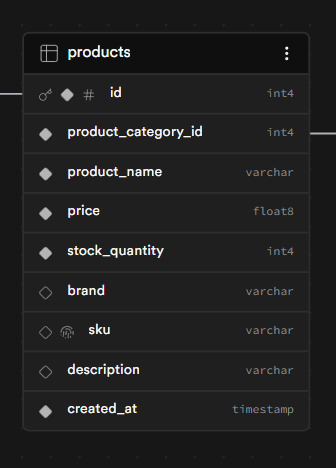 products
id int4
product_category_id int4
product_name varchar
price float8
stock_quantity int4
brand varchar
sku varchar
description varchar
created_at timestamp